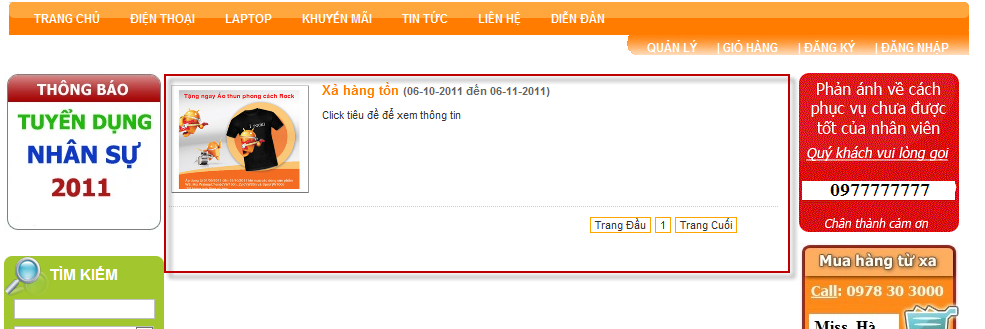 TRANG CHỦ ĐIỆN THOẠI LAPTOP KHUYẾN MÃI TIN TỨC LIÊN HỆ DIỄN ĐÀN
QUẢN LÝ | GIỎ HÀNG | ĐĂNG KÝ | ĐĂNG NHẬP
THÔNG BÁO
TUYỂN DỤNG
NHÂN SỰ
2011
TÌM KIẾM
Tặng ngay Áo thun phong cách Rock
Xả hàng tồn (06-10-2011 đến 06-11-2011)
Click tiêu đề để xem thông tin
Trang Đầu 1 Trang Cuối
Phản ánh về cách
phục vụ chưa được
tốt của nhân viên
Quý khách vui lòng gọi
0977777777
Chân thành cảm ơn
Mua hàng từ xa
Call: 0978 30 3000
Miss. Hà